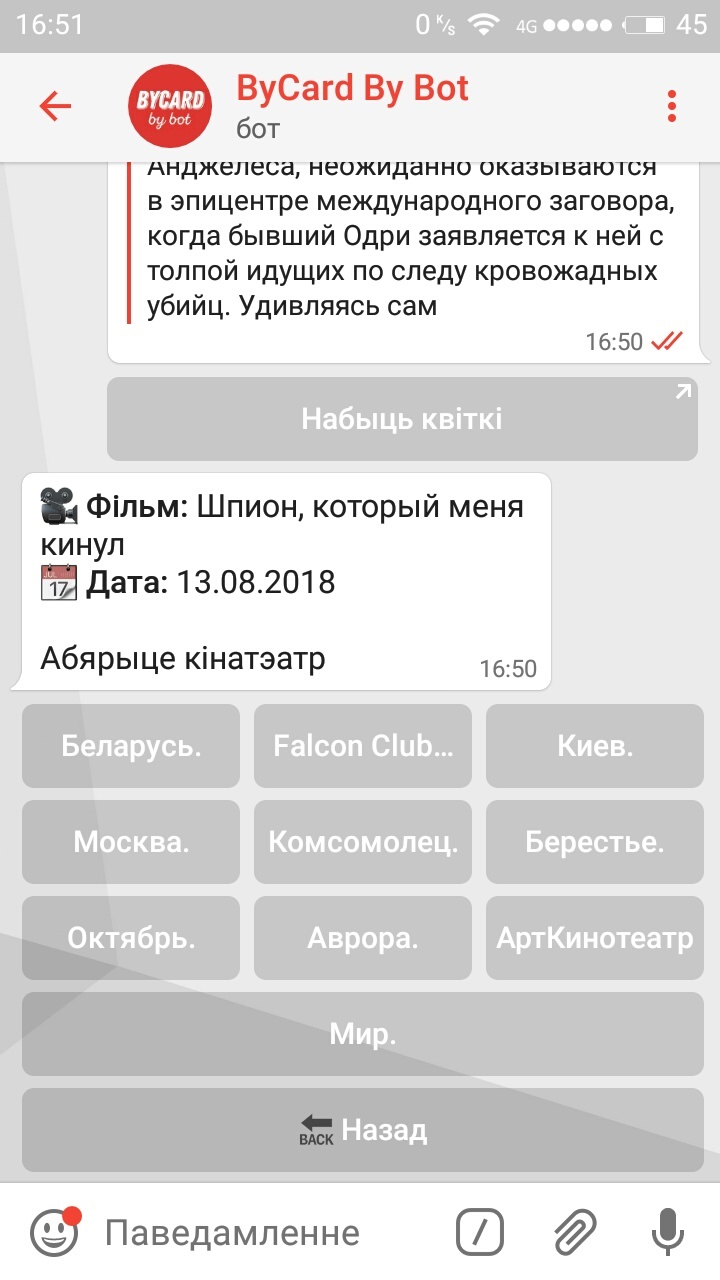 16:51
0 K/s 4G 45
BYCARD
by bot
ByCard By Bot
бот
Анджелеса, неожиданно оказываются
в эпицентре международного заговора,
когда бывший Одри заявляется к ней с
толпой идущих по следу кровожадных
убийц. Удивляясь сам
16:50
Набыць квіткі
Фільм: Шпион, который меня
кинул
JUL 17 Дата: 13.08.2018
Абярыце кінатэатр
16:50
Беларусь. Falcon Club... Киев.
Москва. Комсомолец. Берестье.
Октябрь. Аврора. АртКинотеатр
Мир.
BACK Назад
Паведамленне